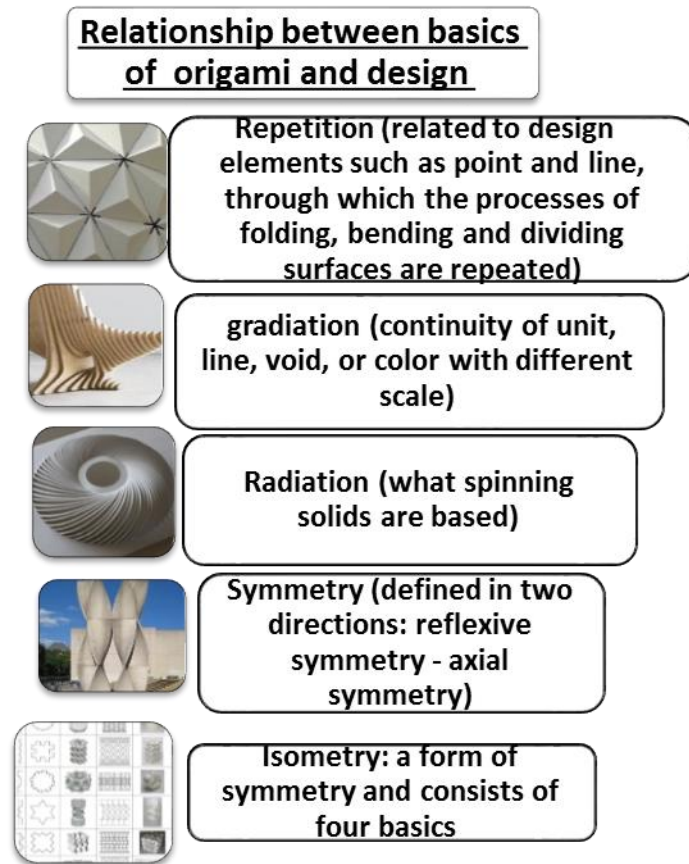 Relationship between basics
of origami and design
Repetition (related to design
elements such as point and line,
through which the processes of
folding, bending and dividing
surfaces are repeated)
gradiation (continuity of unit,
line, void, or color with different
scale)
Radiation (what spinning
solids are based)
Symmetry (defined in two
directions: reflexive
symmetry - axial
symmetry)
Isometry: a form of
symmetry and consists of
four basics